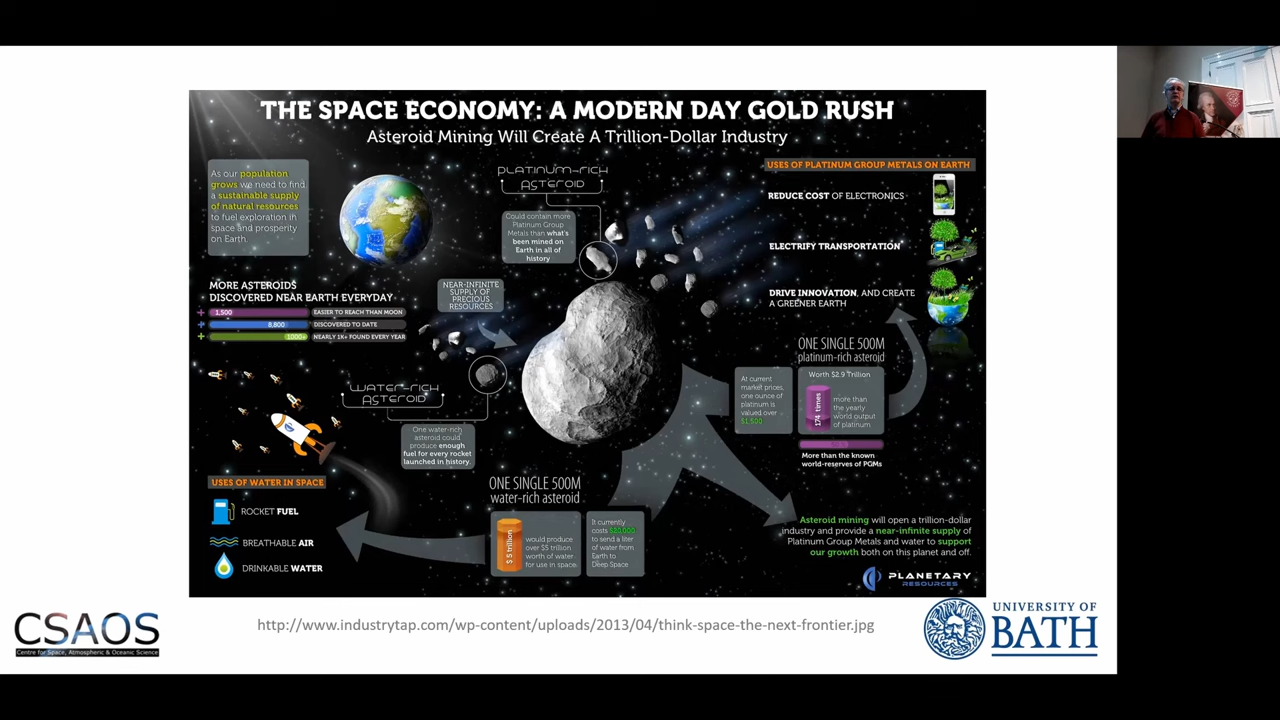 THE SPACE ECONOMY: A MODERN DAY GOLD RUSH
Asteroid Mining Will Create A Trillion-Dollar Industry
As our population
grows we need to find
a sustainable supply
of natural resources
to fuel exploration in
space and prosperity
on Earth.
MORE ASTEROIDS
DISCOVERED NEAR EARTH EVERYDAY
+ 1,500 EASIER TO REACH THAN MOON
+ 8,800 DISCOVERED TO DATE
+ 1000+ NEARLY 1K+ FOUND EVERY YEAR
PLATINUM-RICH
ASTEROID
Could contain more
Platinum Group
Metals than what's
been mined on
Earth in all of
history
NEAR-INFINITE
SUPPLY OF
PRECIOUS
RESOURCES
WATER-RICH
ASTEROID
One water-rich
asteroid could
produce enough
fuel for every rocket
launched in history.
USES OF PLATINUM GROUP METALS ON EARTH
REDUCE COST OF ELECTRONICS
ELECTRIFY TRANSPORTATION
DRIVE INNOVATION, AND CREATE
A GREENER EARTH
ONE SINGLE 500M
platinum-rich asteroid
At current
market prices,
one ounce of
platinum is
valued over
$1,500
Worth $2.9 Trillion
174 times
more than
the yearly
world output
of platinum
More than the known
world-reserves of PGMs
USES OF WATER IN SPACE
ROCKET FUEL
BREATHABLE AIR
DRINKABLE WATER
ONE SINGLE 500M
water-rich asteroid
$5 trillion
would produce
over $5 trillion
worth of water
for use in space
It currently
costs $20,000
to send a liter
of water from
Earth to
Deep Space
Asteroid mining will open a trillion-dollar
industry and provide a near-infinite supply of
Platinum Group Metals and water to support
our growth both on this planet and off.
PLANETARY
RESOURCES
http://www.industrytap.com/wp-content/uploads/2013/04/think-space-the-next-frontier.jpg
CSAOS
Centre for Space, Atmospheric & Oceanic Science
UNIVERSITY OF
BATH